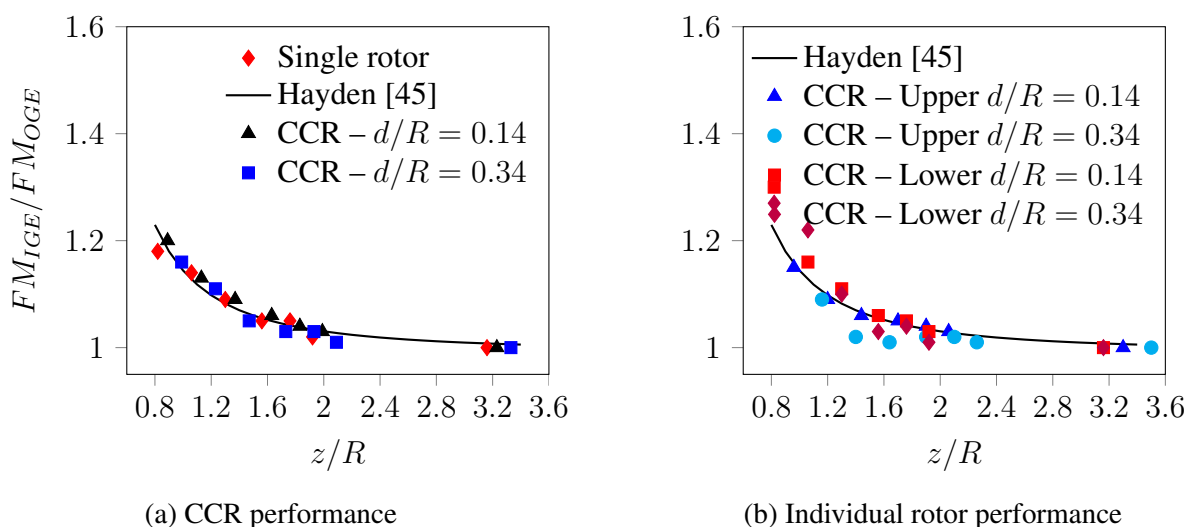 1.6
1.4
1.2
1
FM_IGE/FM_OGE
Single rotor
Hayden [45]
CCR – d/R = 0.14
CCR – d/R = 0.34
0.8 1.2 1.6 2 2.4 2.8 3.2 3.6
z/R
(a) CCR performance
1.6
1.4
1.2
1
Hayden [45]
CCR – Upper d/R = 0.14
CCR – Upper d/R = 0.34
CCR – Lower d/R = 0.14
CCR – Lower d/R = 0.34
0.8 1.2 1.6 2 2.4 2.8 3.2 3.6
z/R
(b) Individual rotor performance